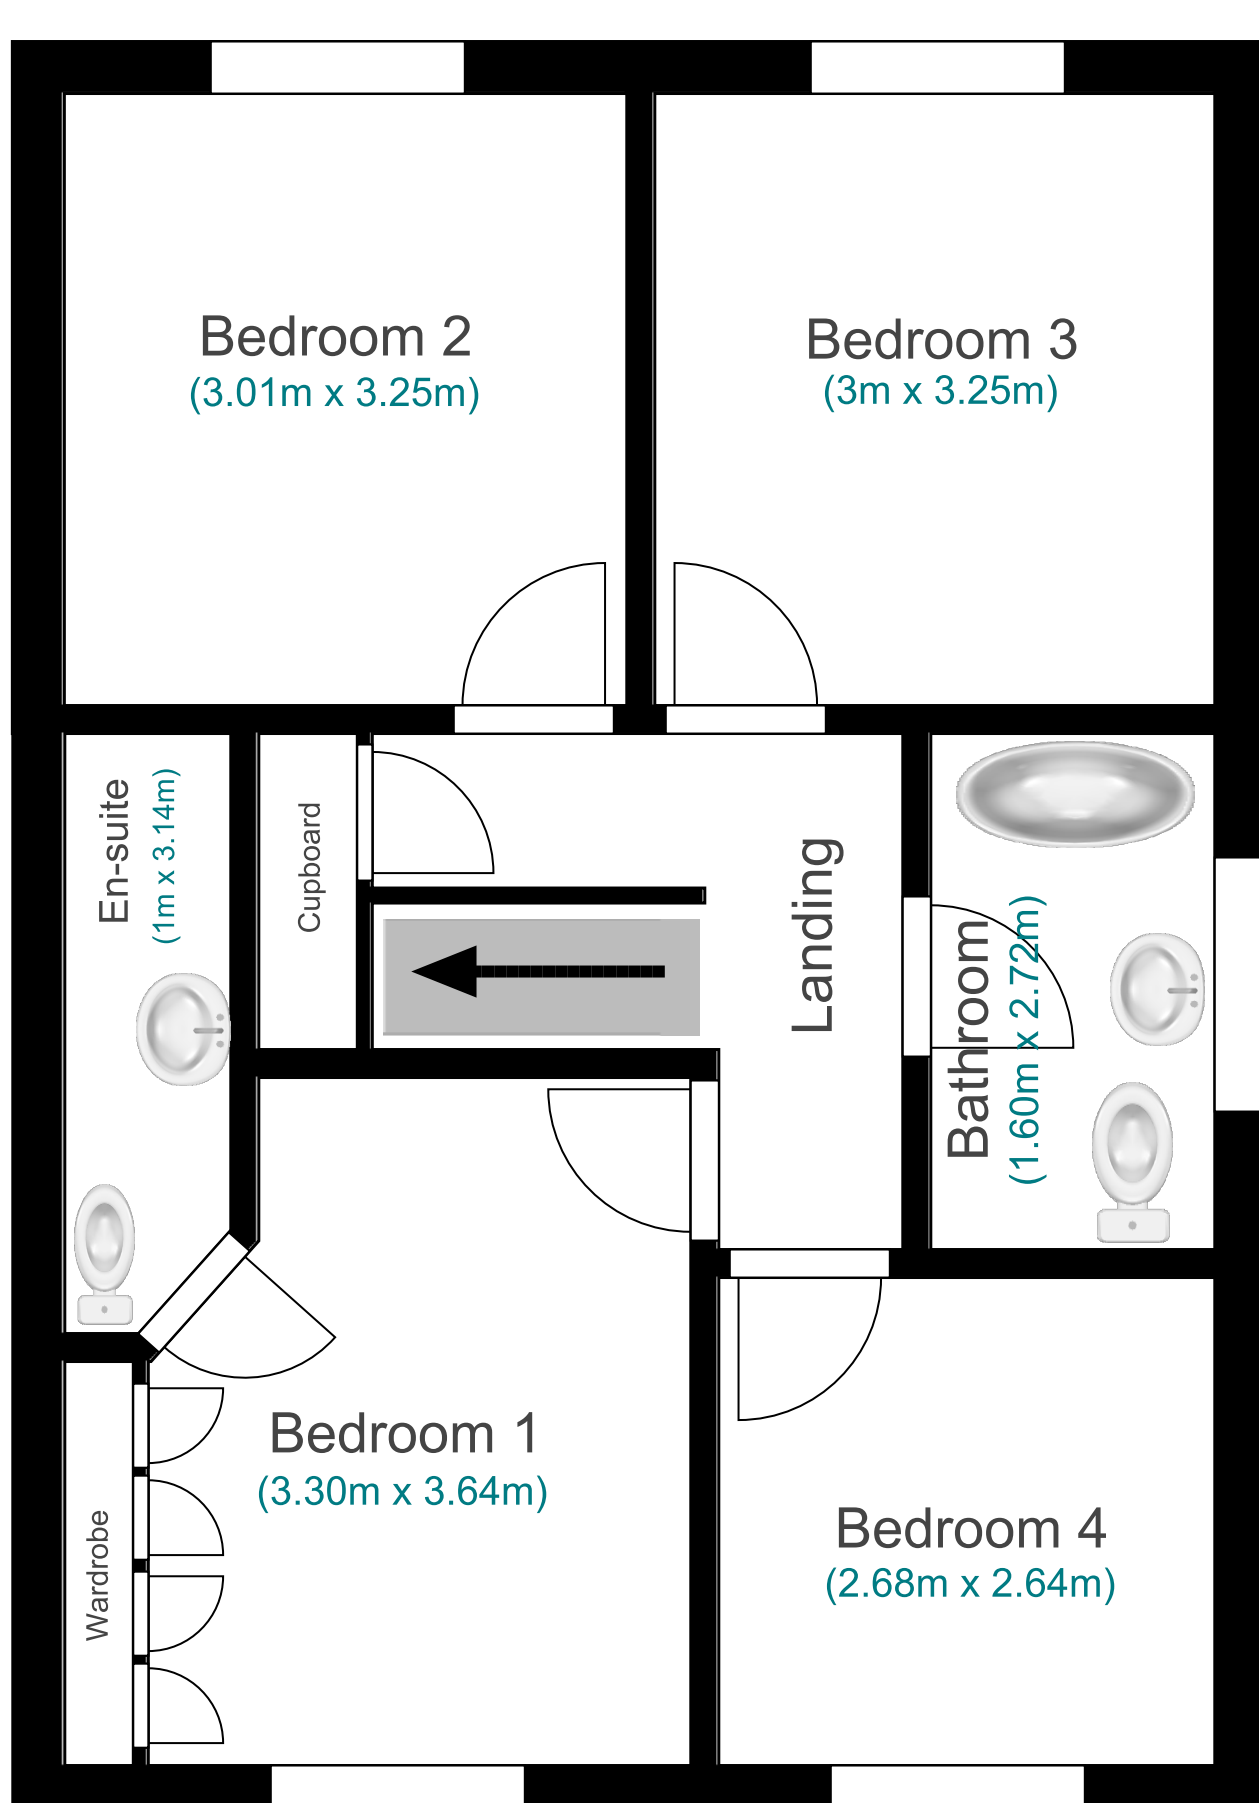 Bedroom 2
(3.01m x 3.25m)
Bedroom 3
(3m x 3.25m)
En-suite
(1m x 3.14m)
Cupboard
Landing
Bathroom
(1.60m x 2.72m)
Bedroom 1
(3.30m x 3.64m)
Wardrobe
Bedroom 4
(2.68m x 2.64m)